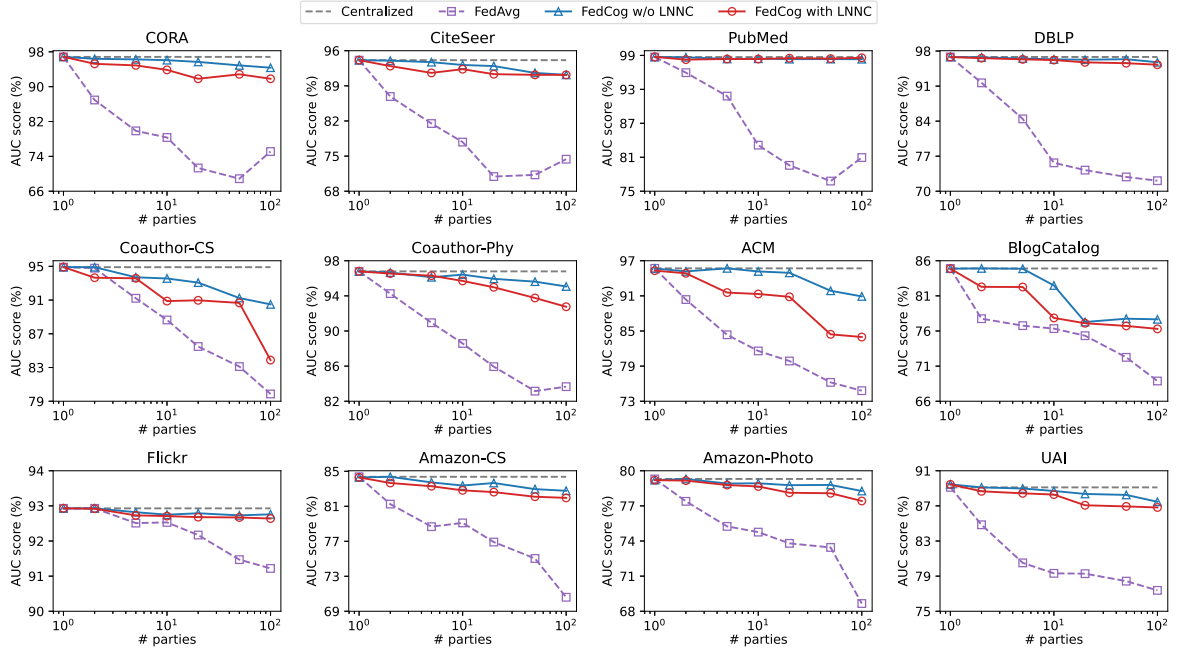 Centralized FedAvg FedCog w/o LNNC FedCog with LNNC
CORA CiteSeer PubMed DBLP
AUC score (%) 98 90 82 74 66
AUC score (%) 96 89 82 75 68
AUC score (%) 99 93 87 81 75
AUC score (%) 98 91 84 77 70
10^0 10^1 10^2 10^0 10^1 10^2 10^0 10^1 10^2 10^0 10^1 10^2
# parties # parties # parties # parties
Coauthor-CS Coauthor-Phy ACM BlogCatalog
AUC score (%) 95 91 87 83 79
AUC score (%) 98 94 90 86 82
AUC score (%) 97 91 85 79 73
AUC score (%) 86 81 76 71 66
10^0 10^1 10^2 10^0 10^1 10^2 10^0 10^1 10^2 10^0 10^1 10^2
# parties # parties # parties # parties
Flickr Amazon-CS Amazon-Photo UAI
AUC score (%) 94 93 92 91 90
AUC score (%) 85 81 77 73 69
AUC score (%) 80 77 74 71 68
AUC score (%) 91 87 83 79 75
10^0 10^1 10^2 10^0 10^1 10^2 10^0 10^1 10^2 10^0 10^1 10^2
# parties # parties # parties # parties